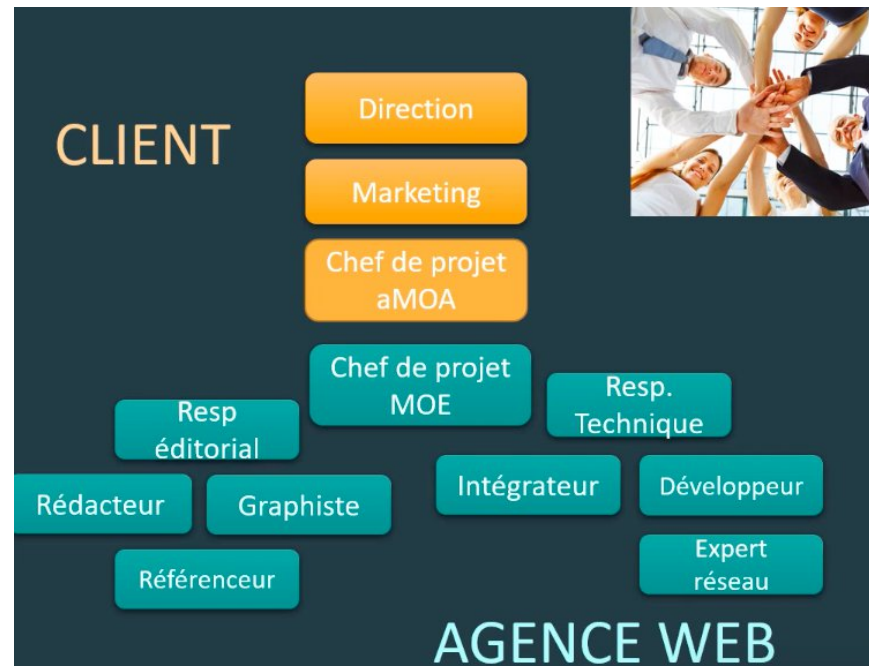 CLIENT
Direction
Marketing
Chef de projet
aMOA
Chef de projet
MOE
Resp
éditorial
Resp.
Technique
Rédacteur
Graphiste
Intégrateur
Développeur
Référenceur
Expert
réseau
AGENCE WEB